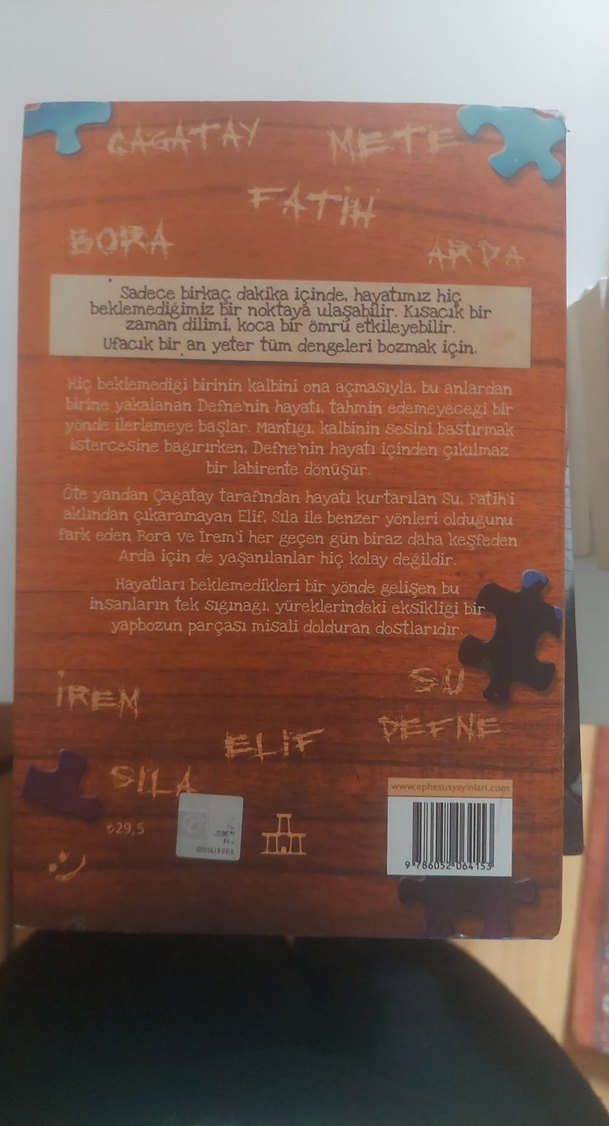 ÇAĞATAY METE
FATİH
BORA ARDA
Sadece birkaç dakika içinde, hayatımız hiç
beklemediğimiz bir noktaya ulaşabilir. Kısacık bir
zaman dilimi, koca bir ömrü etkileyebilir.
Ufacık bir an yeter tüm dengeleri bozmak için.
Hiç beklemediği birinin kalbini ona açmasıyla, bu anlardan
birine yakalanan Defne'nin hayatı, tahmin edemeyeceği bir
yönde ilerlemeye başlar. Mantığı, kalbinin sesini bastırmak
istercesine bağırırken, Defne'nin hayatı içinden çıkılmaz
bir labirente dönüşür.
Öte yandan Çağatay tarafından hayatı kurtarılan Su, Fatih'i
aklından çıkaramayan Elif, Sıla ile benzer yönleri olduğunu
fark eden Bora ve İrem'i her geçen gün biraz daha keşfeden
Arda için de yaşanılanlar hiç kolay değildir.
Hayatları beklemedikleri bir yönde gelişen bu
insanların tek sığınağı, yüreklerindeki eksikliği bir
yapbozun parçası misali dolduran dostlarıdır.
İREM SU
ELİF DEFNE
SILA
www.ephesusyayinlari.com
₺29,5
9 786052 064153